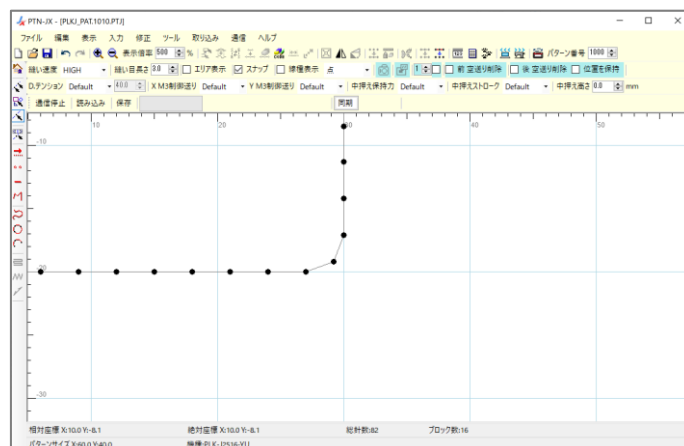 PTN-JX - [PLKJ_PAT.1010.PTJ]
ファイル 編集 表示 入力 修正 ツール 取り込み 通信 ヘルプ
表示倍率 500 % パターン番号 1000
縫い速度 HIGH 縫い目長さ 3.0 エリア表示 スナップ 線種表示 点 1 前 空送り削除 後 空送り削除 位置を保持
D.テンション Default 40.0 X M3制御送り Default Y M3制御送り Default 中押え保持力 Default 中押えストローク Default 中押え高さ 0.0 mm
通信停止 読み込み 保存 同期
10 20 30 40 50
-10
-20
-30
相対座標 X:10.0 Y:-8.1 絶対座標 X:10.0 Y:-8.1 総針数:82 ブロック数:16
パターンサイズ X:60.0 Y:40.0 機種:PLK-J2516-YU